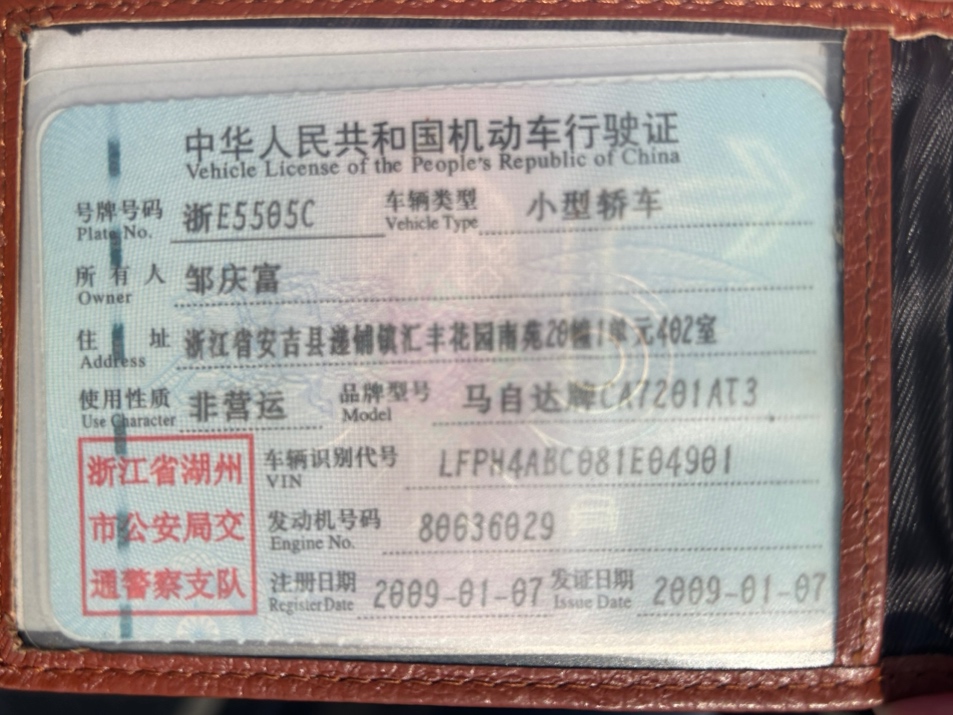 中华人民共和国机动车行驶证
Vehicle License of the People's Republic of China
号牌号码 浙E5505C 车辆类型 小型轿车
Plate No. Vehicle Type
所有人 邹庆富
Owner
住址 浙江省安吉县递铺镇汇丰花园南苑20幢1单元402室
Address
使用性质 非营运 品牌型号 马自达牌CA7201AT3
Use Character Model
浙江省湖州
市公安局交
通警察支队
车辆识别代号 LFPH4ABC081E04901
VIN
发动机号码 80636029
Engine No.
注册日期 2009-01-07 发证日期 2009-01-07
Register Date Issue Date